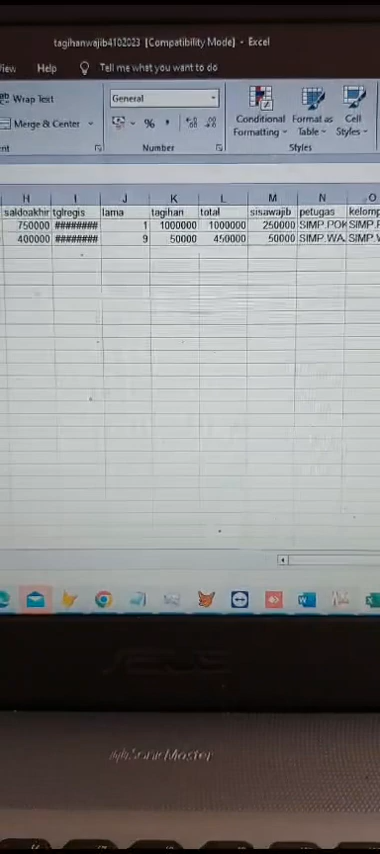 tagihanwajib4102023 [Compatibility Mode] - Excel
View Help Tell me what you want to do
Wrap Text General Conditional Format as Cell
Merge & Center % , Formatting Table Styles
Number Styles
H I J K L M N O
saldoakhir tglregis lama tagihan total sisawajib petugas kelomp
750000 ######## 1 1000000 1000000 250000 SIMP.POK SIMP.P
400000 ######## 9 50000 450000 50000 SIMP.WA SIMP.W
ASUS
SonicMaster